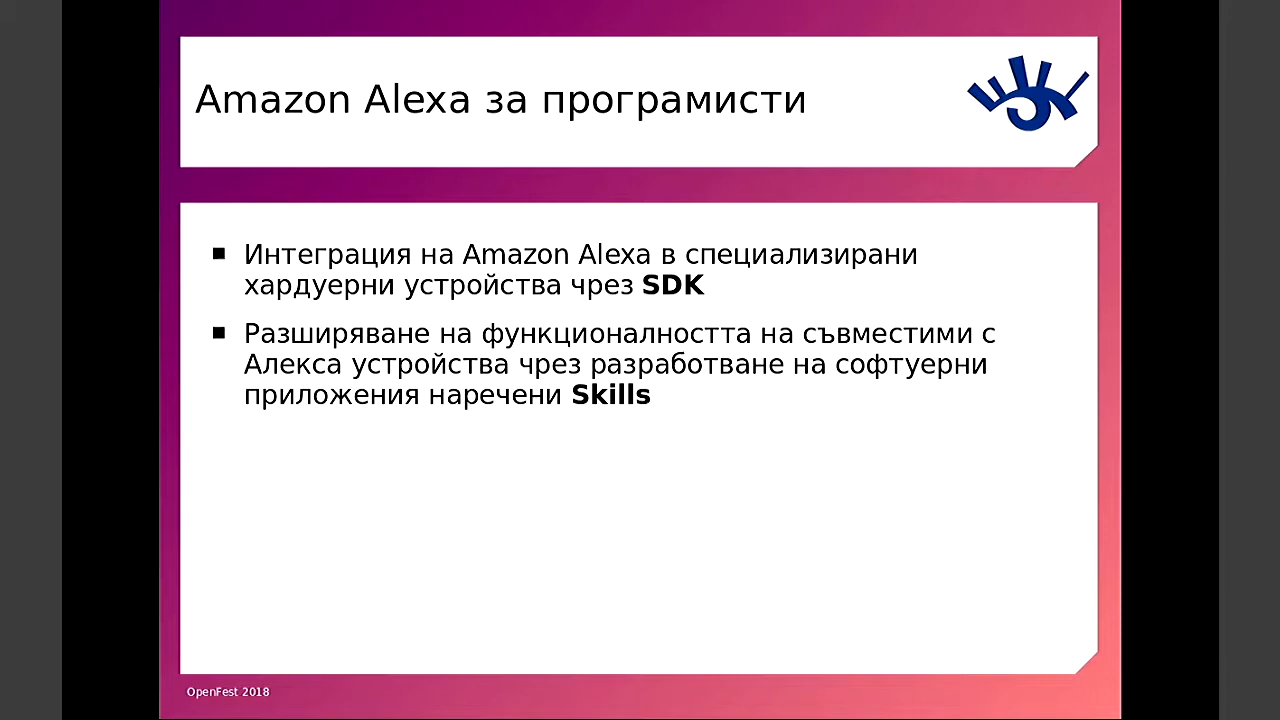 Amazon Alexa за програмисти
Интеграция на Amazon Alexa в специализирани
хардуерни устройства чрез SDK
Разширяване на функционалността на съвместими с
Алекса устройства чрез разработване на софтуерни
приложения наречени Skills
OpenFest 2018